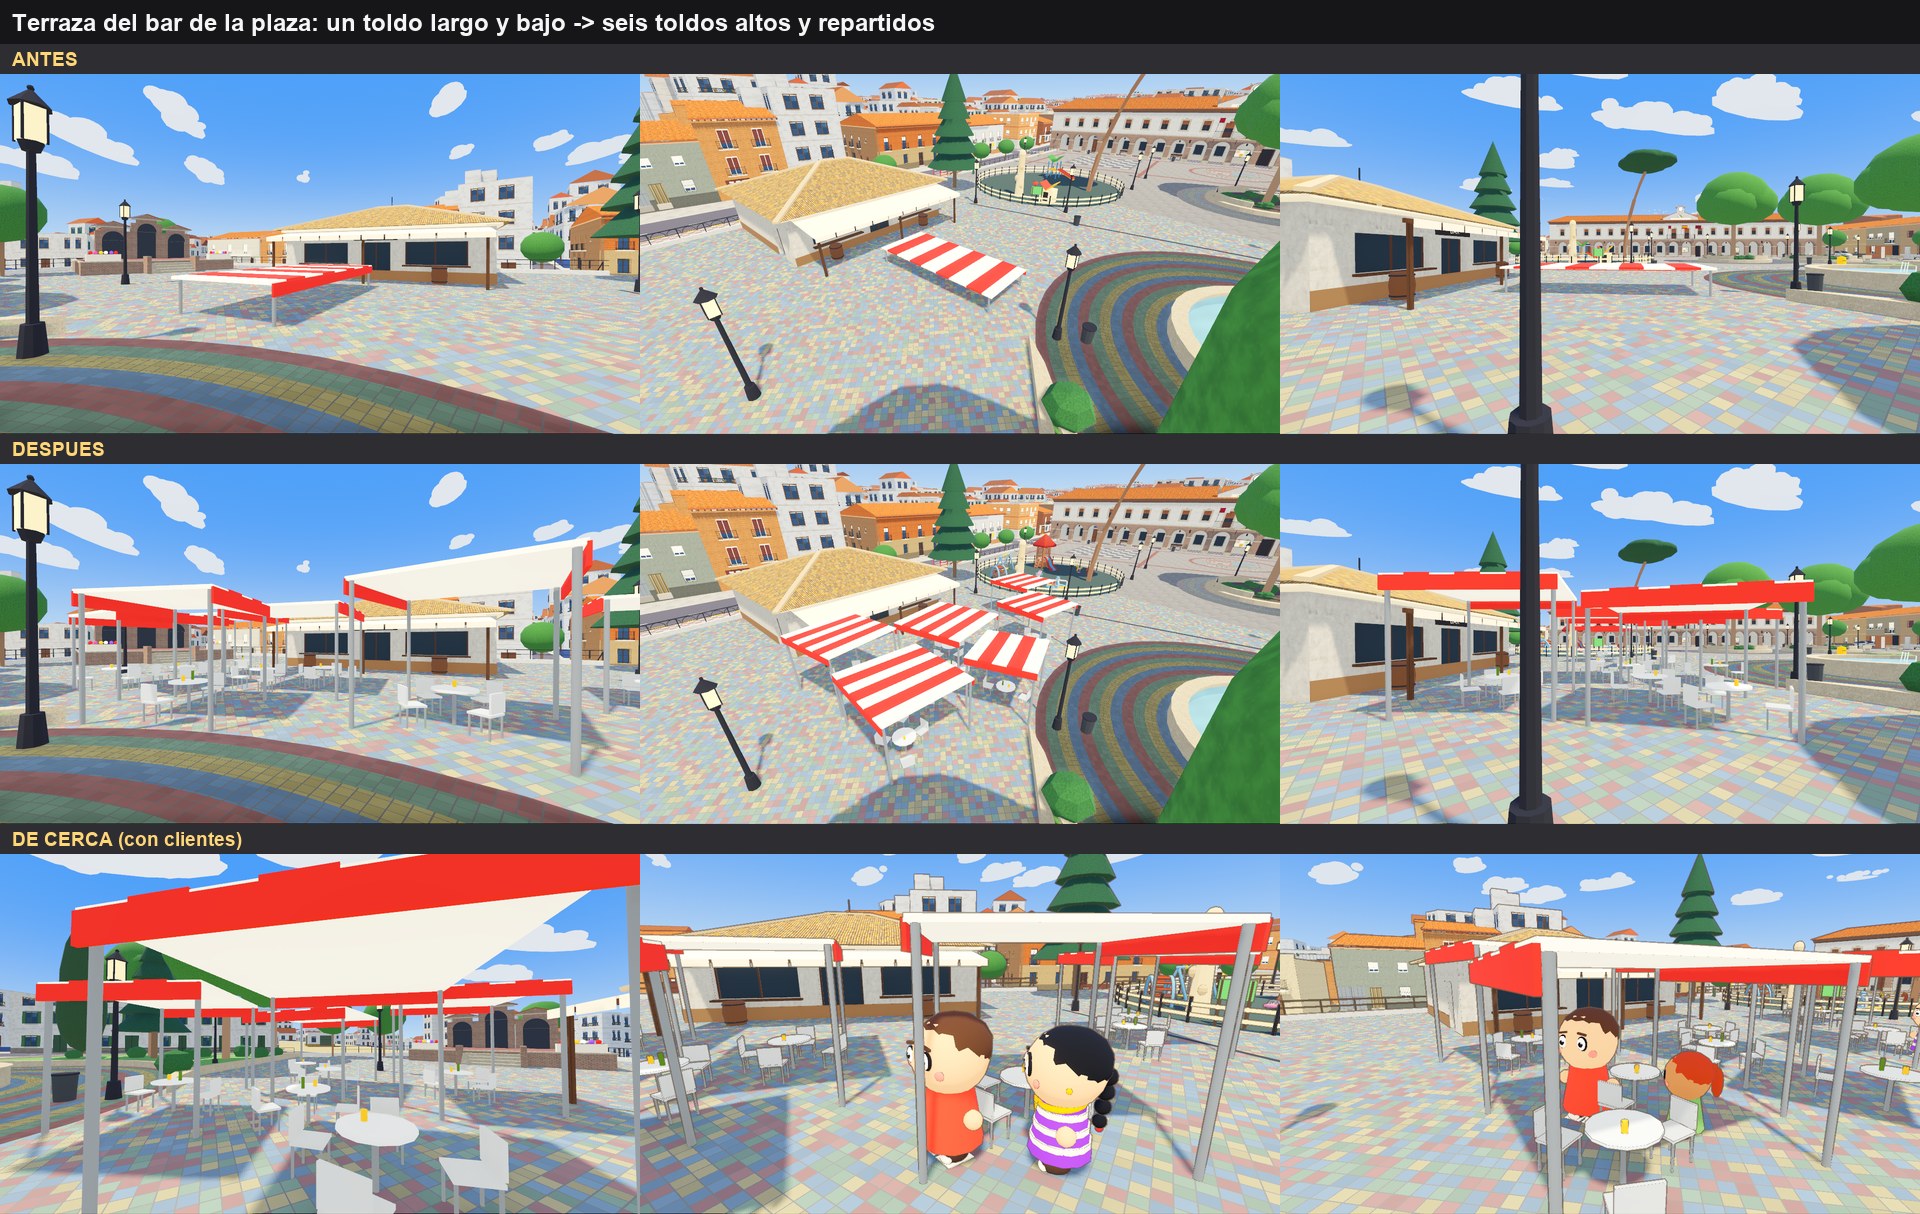 Terraza del bar de la plaza: un toldo largo y bajo -> seis toldos altos y repartidos
ANTES
DESPUES
DE CERCA (con clientes)